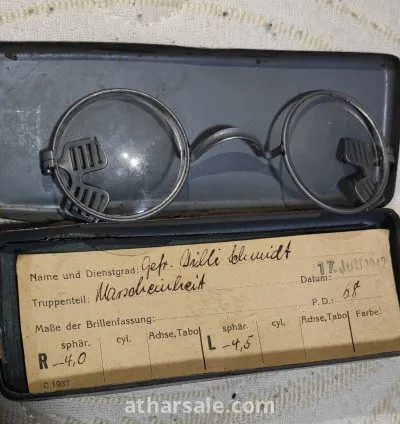 Name und Dienstgrad: Gefr. Willi Schmidt
Truppenteil: Marscheinheit
Datum: 17. Juli 1942
Maße der Brillenfassung:
P.D.: 68
sphär. cyl. Achse,Tabo sphär. cyl. Achse,Tabo Farbe:
R -4,0 L -4,5
C 1937
atharsale.com